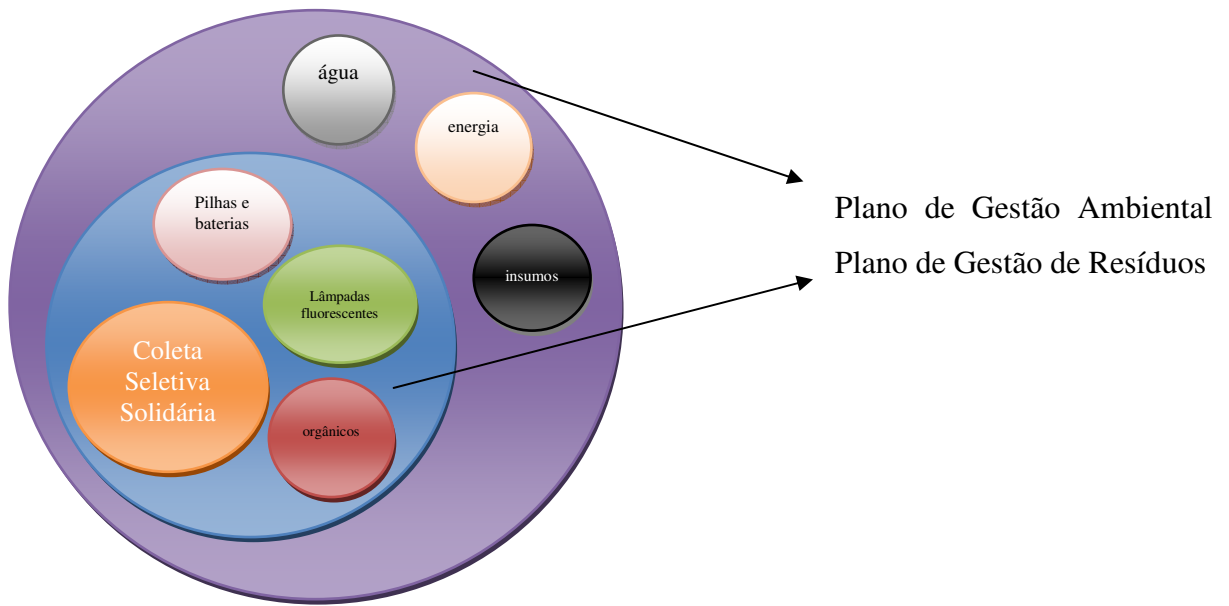 água
energia
Pilhas e
baterias
insumos
Lâmpadas
fluorescentes
Coleta
Seletiva
Solidária
orgânicos
Plano de Gestão Ambiental
Plano de Gestão de Resíduos